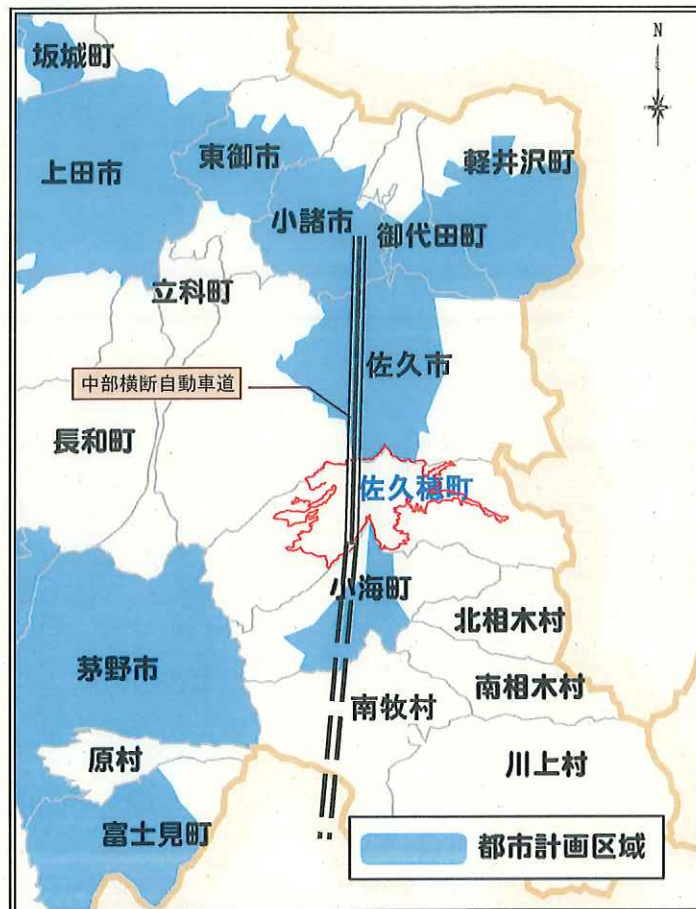 坂城町
N
上田市
東御市
軽井沢町
小諸市
御代田町
立科町
佐久市
中部横断自動車道
長和町
佐久穂町
小海町
北相木村
茅野市
南相木村
南牧村
原村
川上村
富士見町
都市計画区域